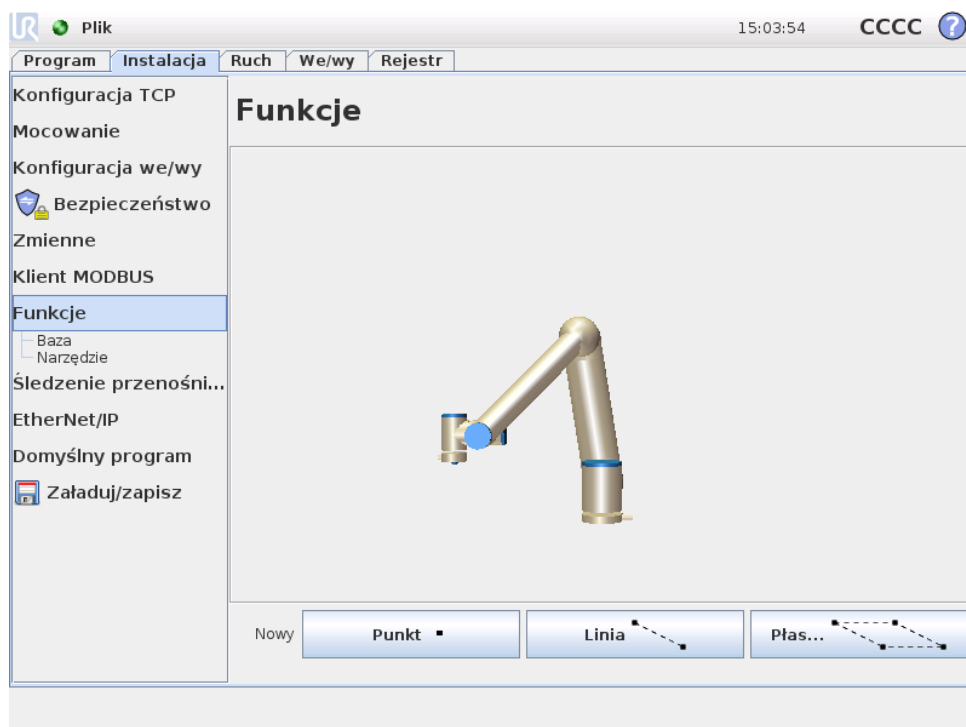 UR Plik 15:03:54 CCCC ?
Program Instalacja Ruch We/wy Rejestr
Konfiguracja TCP
Mocowanie
Konfiguracja we/wy
Bezpieczeństwo
Zmienne
Klient MODBUS
Funkcje
Baza
Narzędzie
Śledzenie przenośni...
EtherNet/IP
Domyślny program
Załaduj/zapisz
Funkcje
Nowy Punkt Linia Płas...